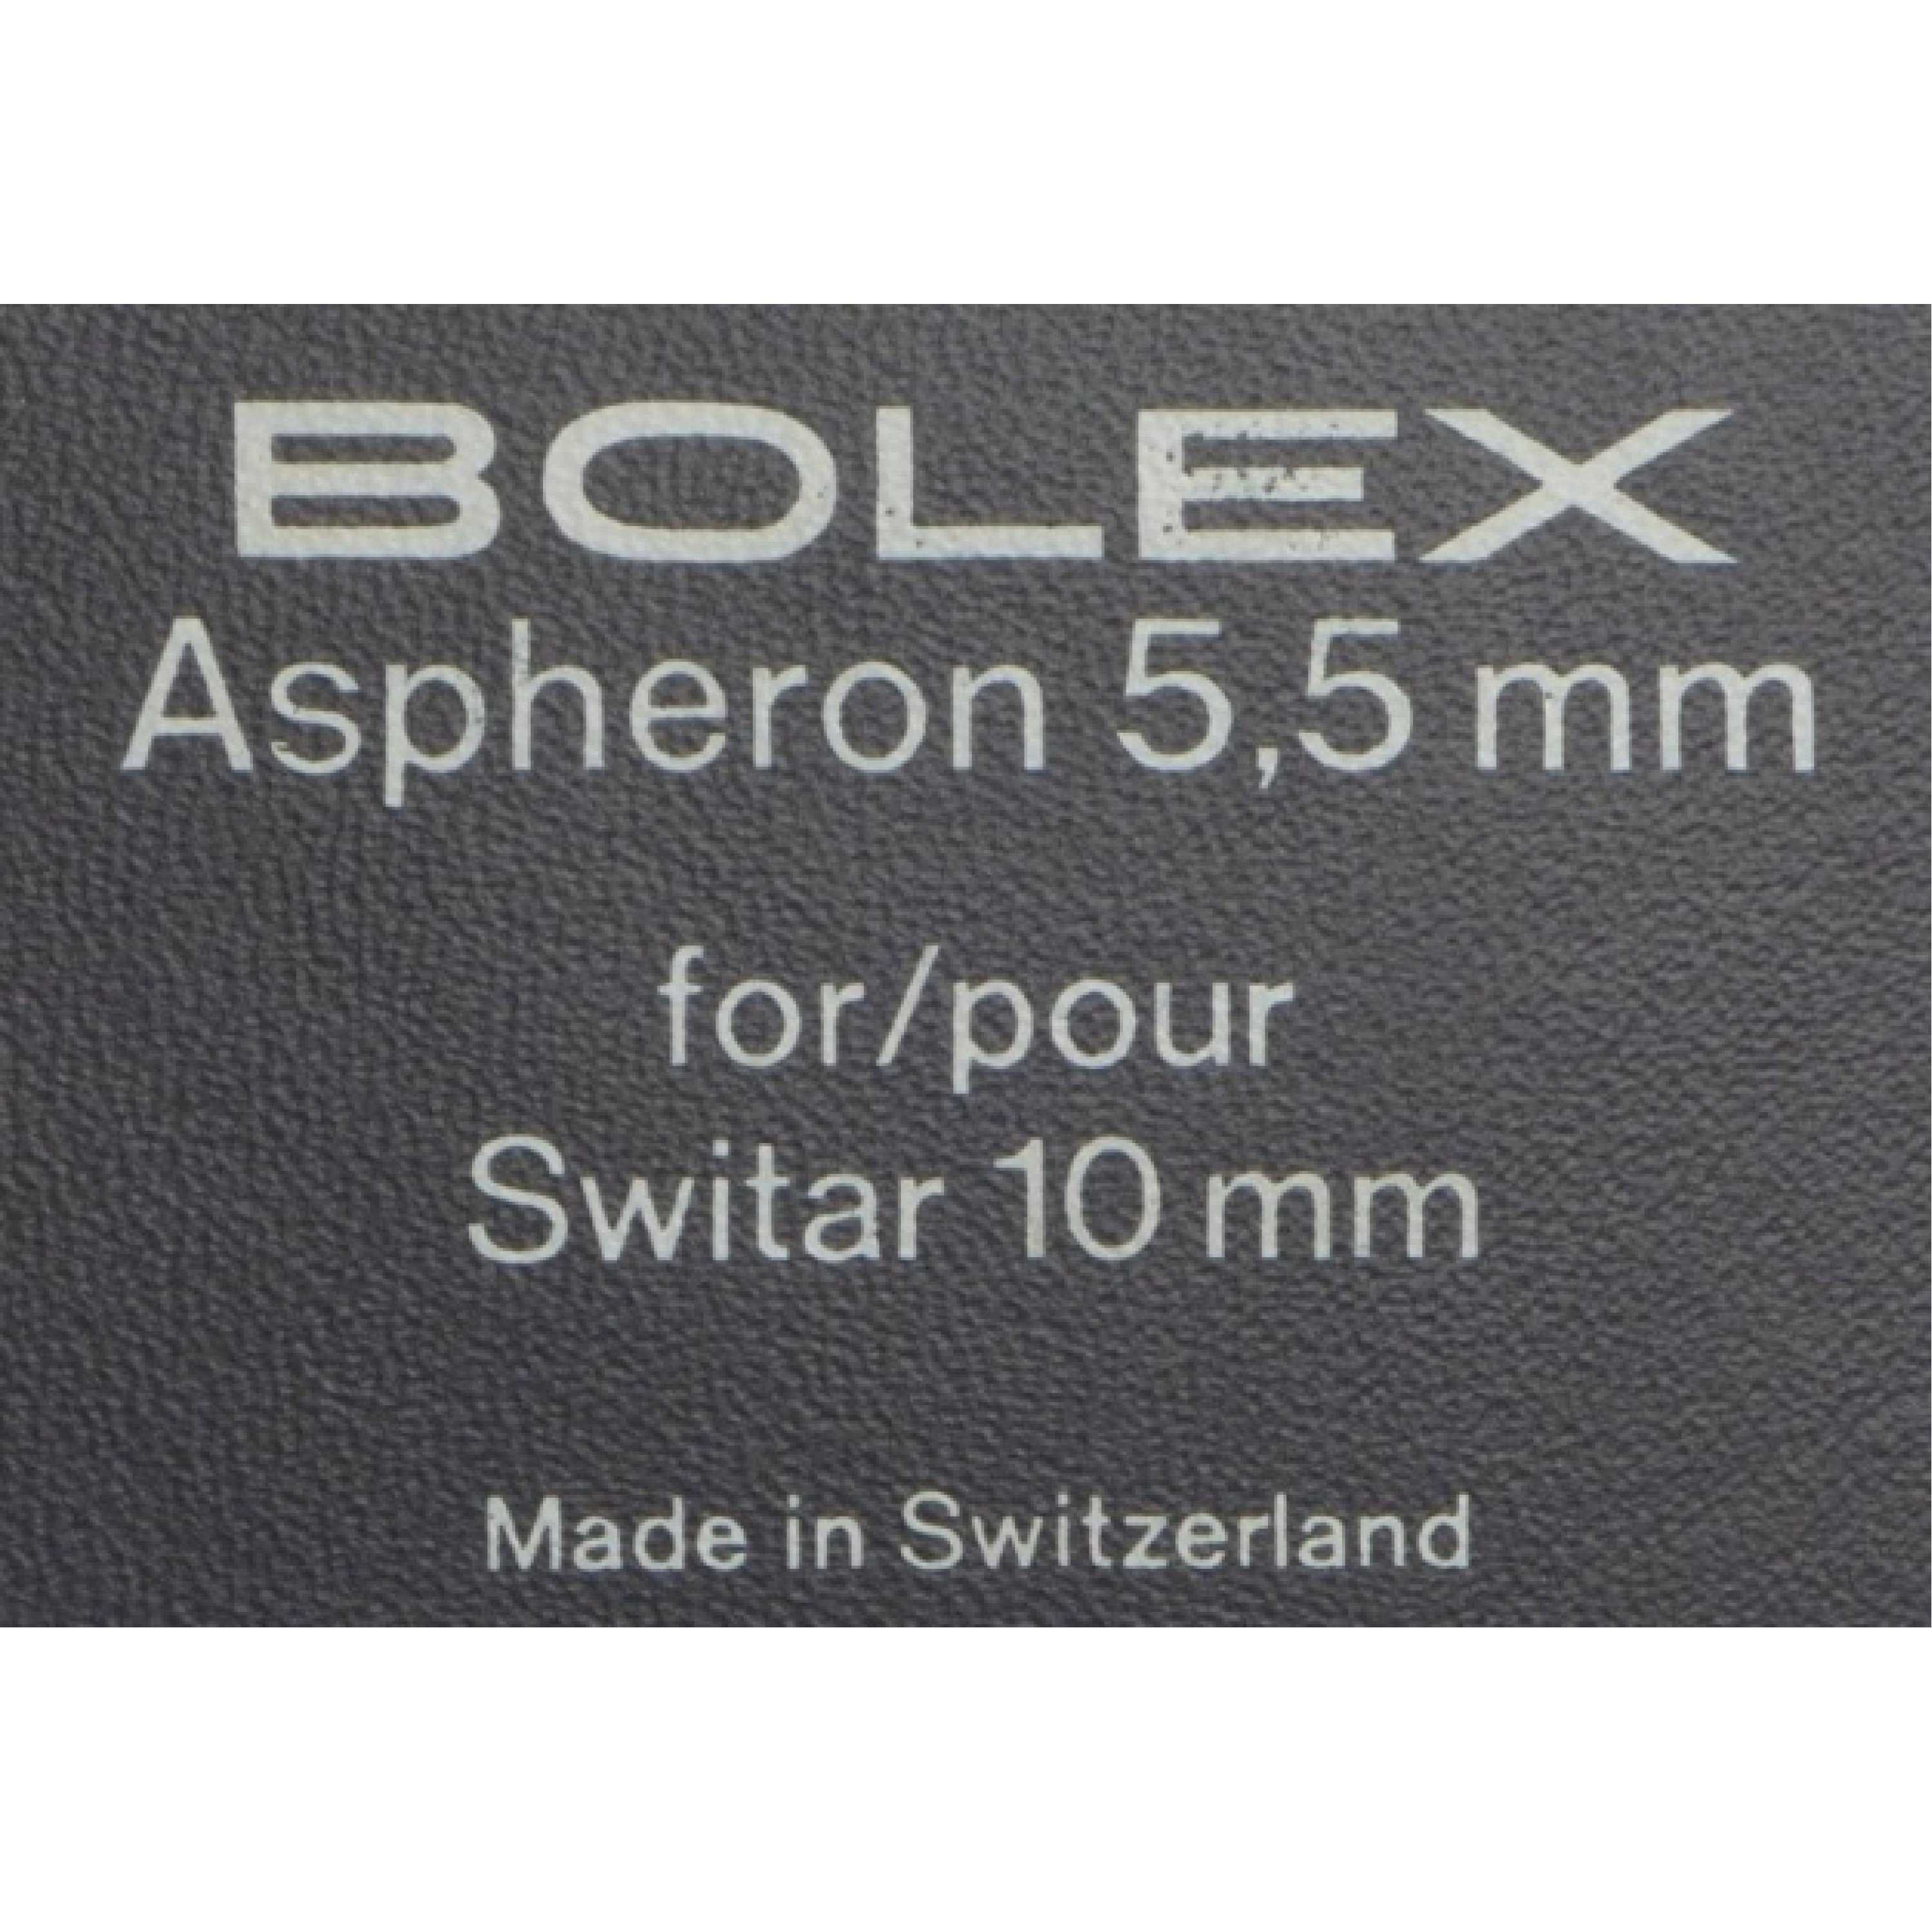 BOLEX
Aspheron 5,5 mm
for/pour
Switar 10 mm
Made in Switzerland